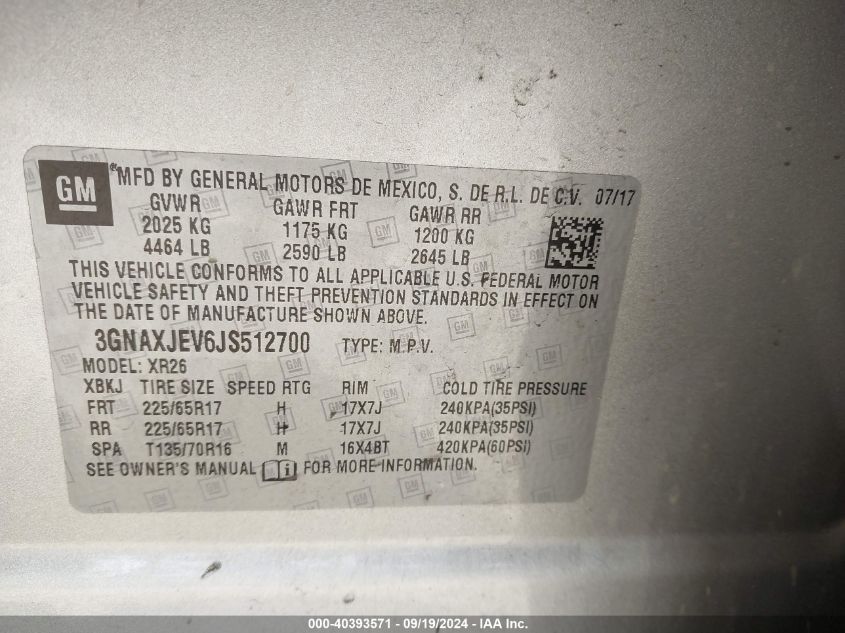 GM
MFD BY GENERAL MOTORS DE MEXICO, S. DE R.L. DE C.V. 07/17
GVWR GAWR FRT GAWR RR
2025 KG 1175 KG 1200 KG
4464 LB 2590 LB 2645 LB
THIS VEHICLE CONFORMS TO ALL APPLICABLE U.S. FEDERAL MOTOR
VEHICLE SAFETY AND THEFT PREVENTION STANDARDS IN EFFECT ON
THE DATE OF MANUFACTURE SHOWN ABOVE.
3GNAXJEV6JS512700 TYPE: M.P.V.
MODEL: XR26
XBKJ TIRE SIZE SPEED RTG RIM COLD TIRE PRESSURE
FRT 225/65R17 H 17X7J 240KPA(35PSI)
RR 225/65R17 H 17X7J 240KPA(35PSI)
SPA T135/70R16 M 16X4BT 420KPA(60PSI)
SEE OWNER'S MANUAL i FOR MORE INFORMATION.
000-40393571 - 09/19/2024 - IAA Inc.